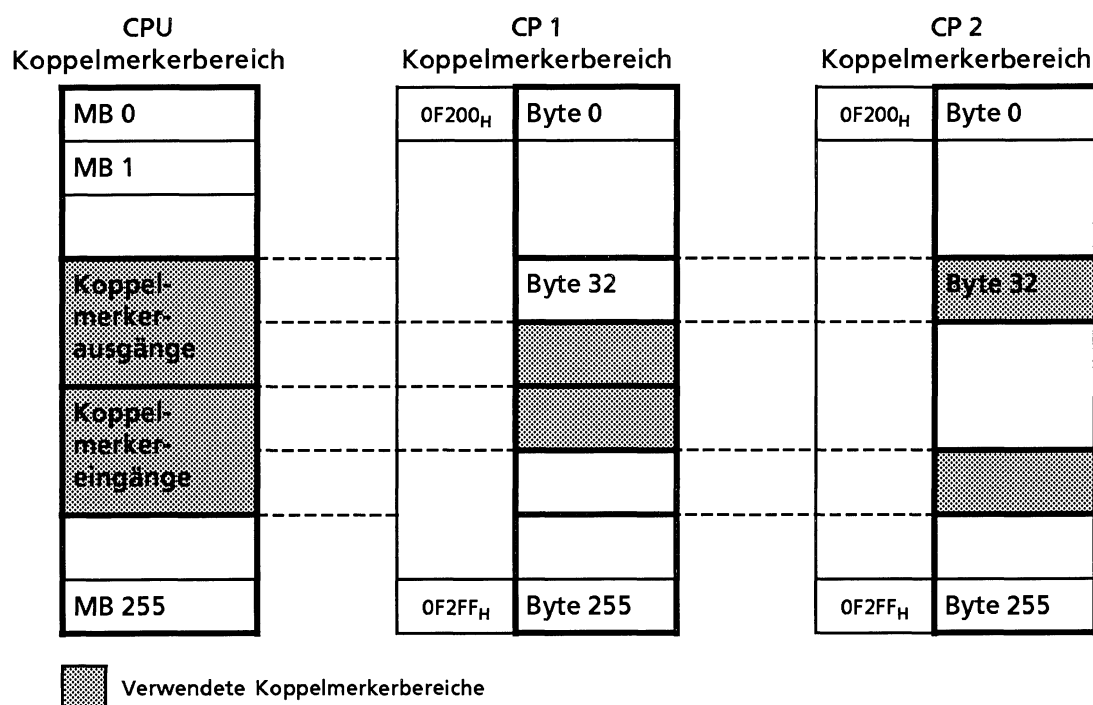 CPU
Koppelmerkerbereich
MB 0
MB 1
Koppel-
merker-
ausgänge
Koppel-
merker-
eingänge
MB 255
CP 1
Koppelmerkerbereich
0F200H
Byte 0
Byte 32
0F2FFH
Byte 255
CP 2
Koppelmerkerbereich
0F200H
Byte 0
Byte 32
0F2FFH
Byte 255
Verwendete Koppelmerkerbereiche